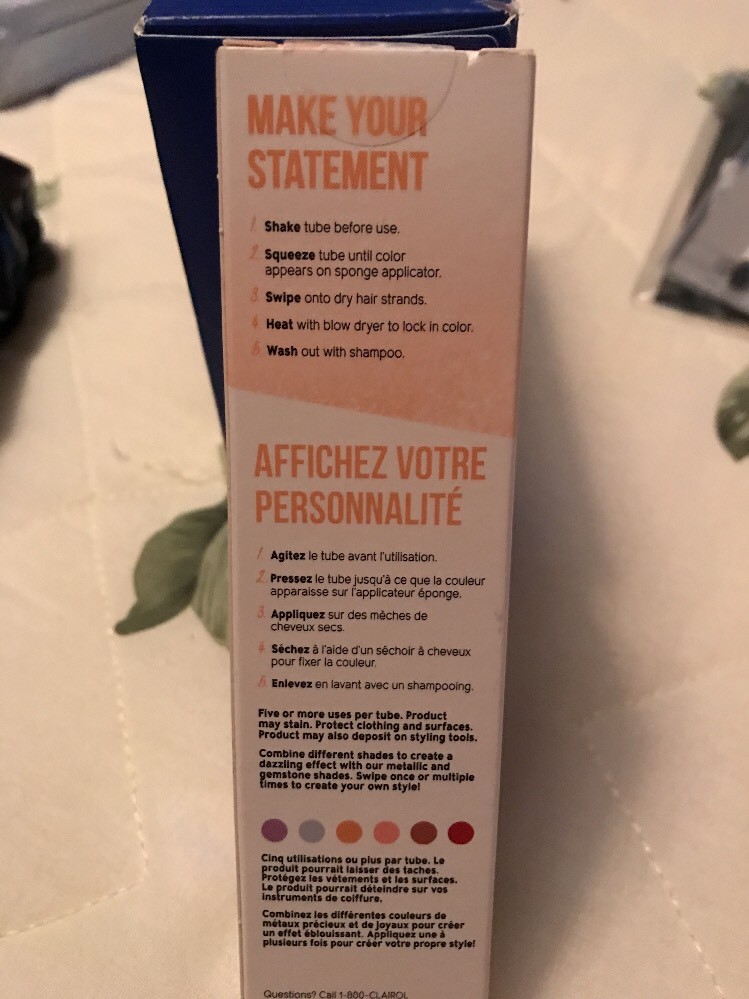 MAKE YOUR
STATEMENT
1. Shake tube before use.
2. Squeeze tube until color
appears on sponge applicator.
3. Swipe onto dry hair strands.
4. Heat with blow dryer to lock in color.
5. Wash out with shampoo.
AFFICHEZ VOTRE
PERSONNALITÉ
1. Agitez le tube avant l'utilisation.
2. Pressez le tube jusqu'à ce que la couleur
apparaisse sur l'applicateur éponge.
3. Appliquez sur des mèches de
cheveux secs.
4. Séchez à l'aide d'un séchoir à cheveux
pour fixer la couleur.
5. Enlevez en lavant avec un shampooing.
Five or more uses per tube. Product
may stain. Protect clothing and surfaces.
Product may also deposit on styling tools.
Combine different shades to create a
dazzling effect with our metallic and
gemstone shades. Swipe once or multiple
times to create your own style!
Cinq utilisations ou plus par tube. Le
produit pourrait laisser des taches.
Protégez les vêtements et les surfaces.
Le produit pourrait déteindre sur vos
instruments de coiffure.
Combinez les différentes couleurs de
métaux précieux et de joyaux pour créer
un effet éblouissant. Appliquez une à
plusieurs fois pour créer votre propre style!
Questions? Call 1-800-CLAIROL